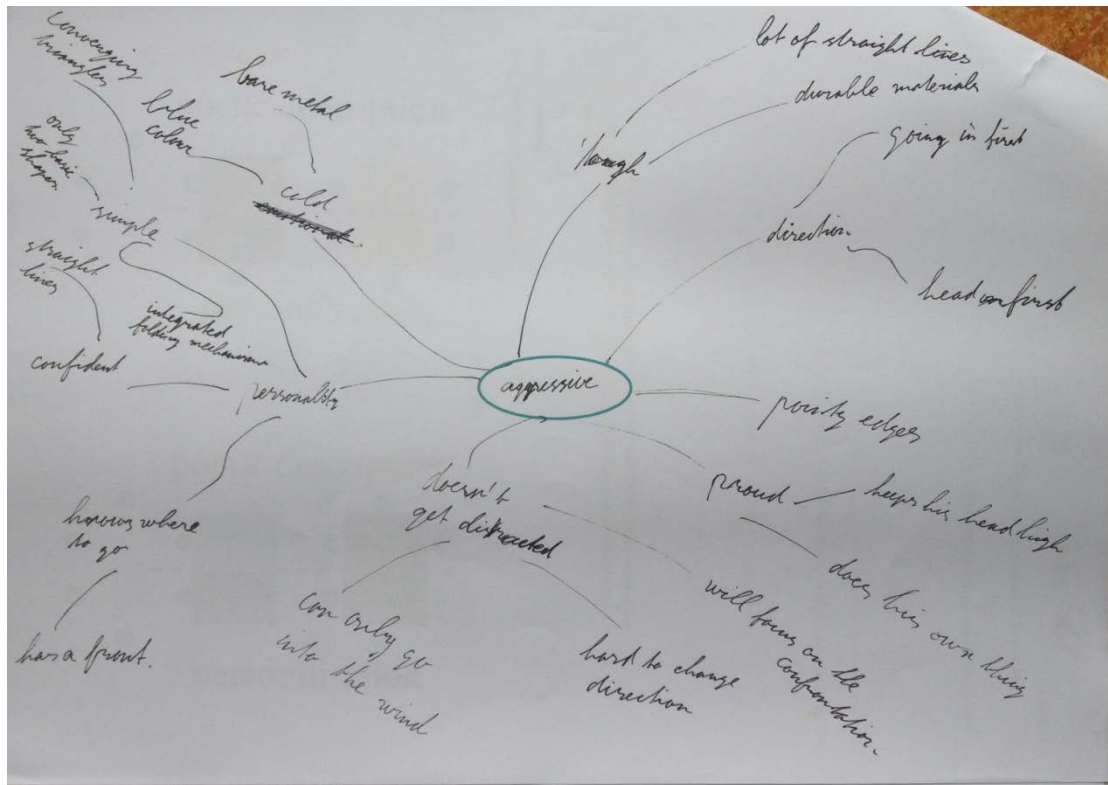 converging
triangles
bare metal
blue
colour
only
two basic
shapes
cold
emotional
simple
straight
lines
integrated
folding mechanism
confident
personality
knows where
to go
has a front.
aggressive
tough
lot of straight lines
durable materials
direction
going in first
head on first
pointy edges
proud
keeps his head high
does his own thing
doesn't
get distracted
can only go
into the wind
hard to change
direction
will focus on the
confrontation.